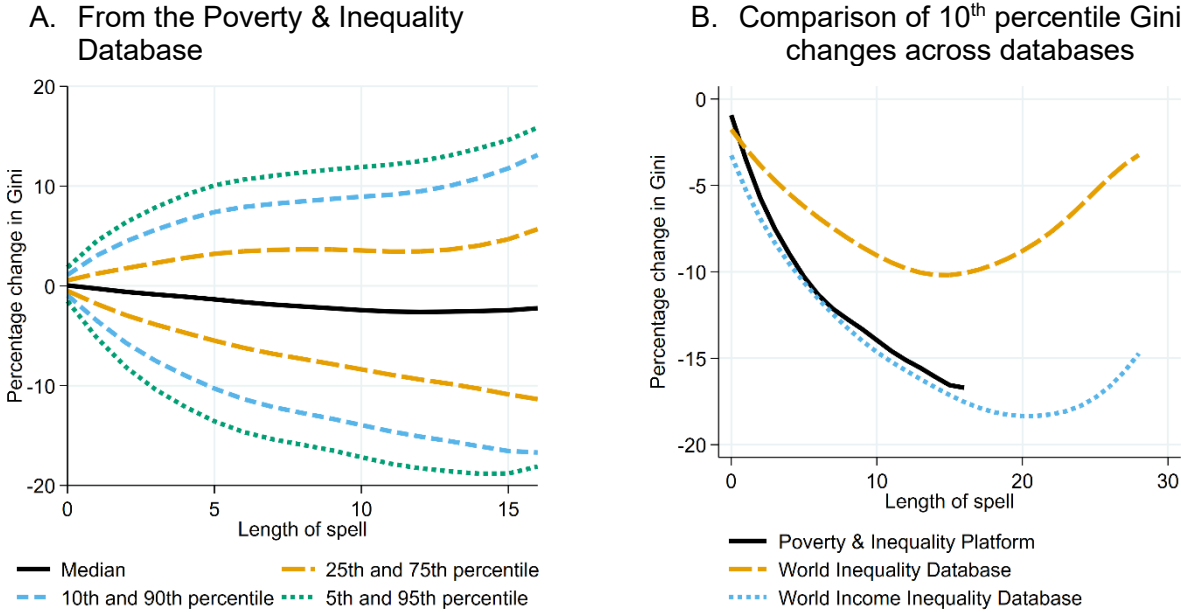 A. From the Poverty & Inequality
Database
20
10
0
-10
-20
Percentage change in Gini
0
5
10
15
Length of spell
Median
25th and 75th percentile
10th and 90th percentile
5th and 95th percentile
B. Comparison of 10th percentile Gini
changes across databases
0
-5
-10
-15
-20
Percentage change in Gini
0
10
20
30
Length of spell
Poverty & Inequality Platform
World Inequality Database
World Income Inequality Database